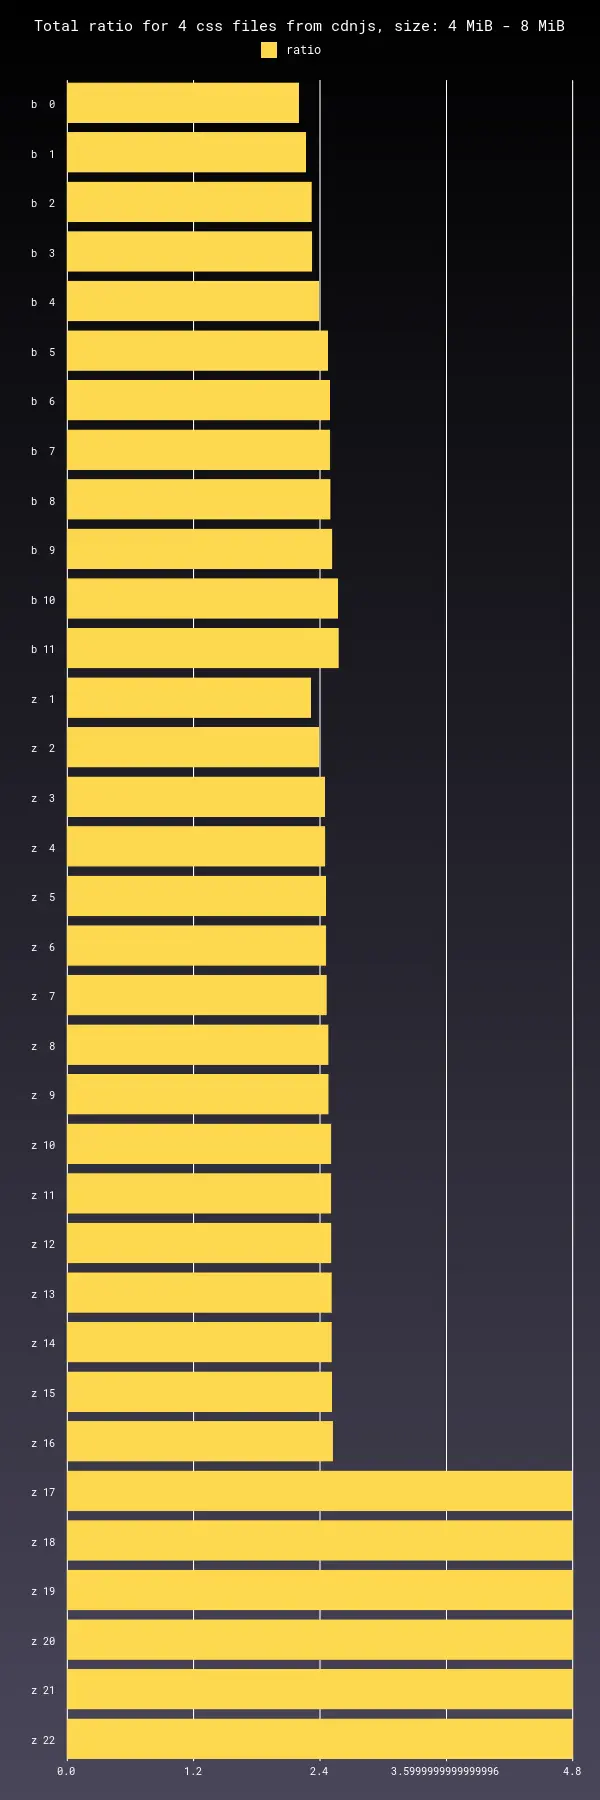 Total ratio for 4 css files from cdnjs, size: 4 MiB - 8 MiB
ratio
b  0
b  1
b  2
b  3
b  4
b  5
b  6
b  7
b  8
b  9
b 10
b 11
z  1
z  2
z  3
z  4
z  5
z  6
z  7
z  8
z  9
z 10
z 11
z 12
z 13
z 14
z 15
z 16
z 17
z 18
z 19
z 20
z 21
z 22
0.0 1.2 2.4 3.5999999999999996 4.8